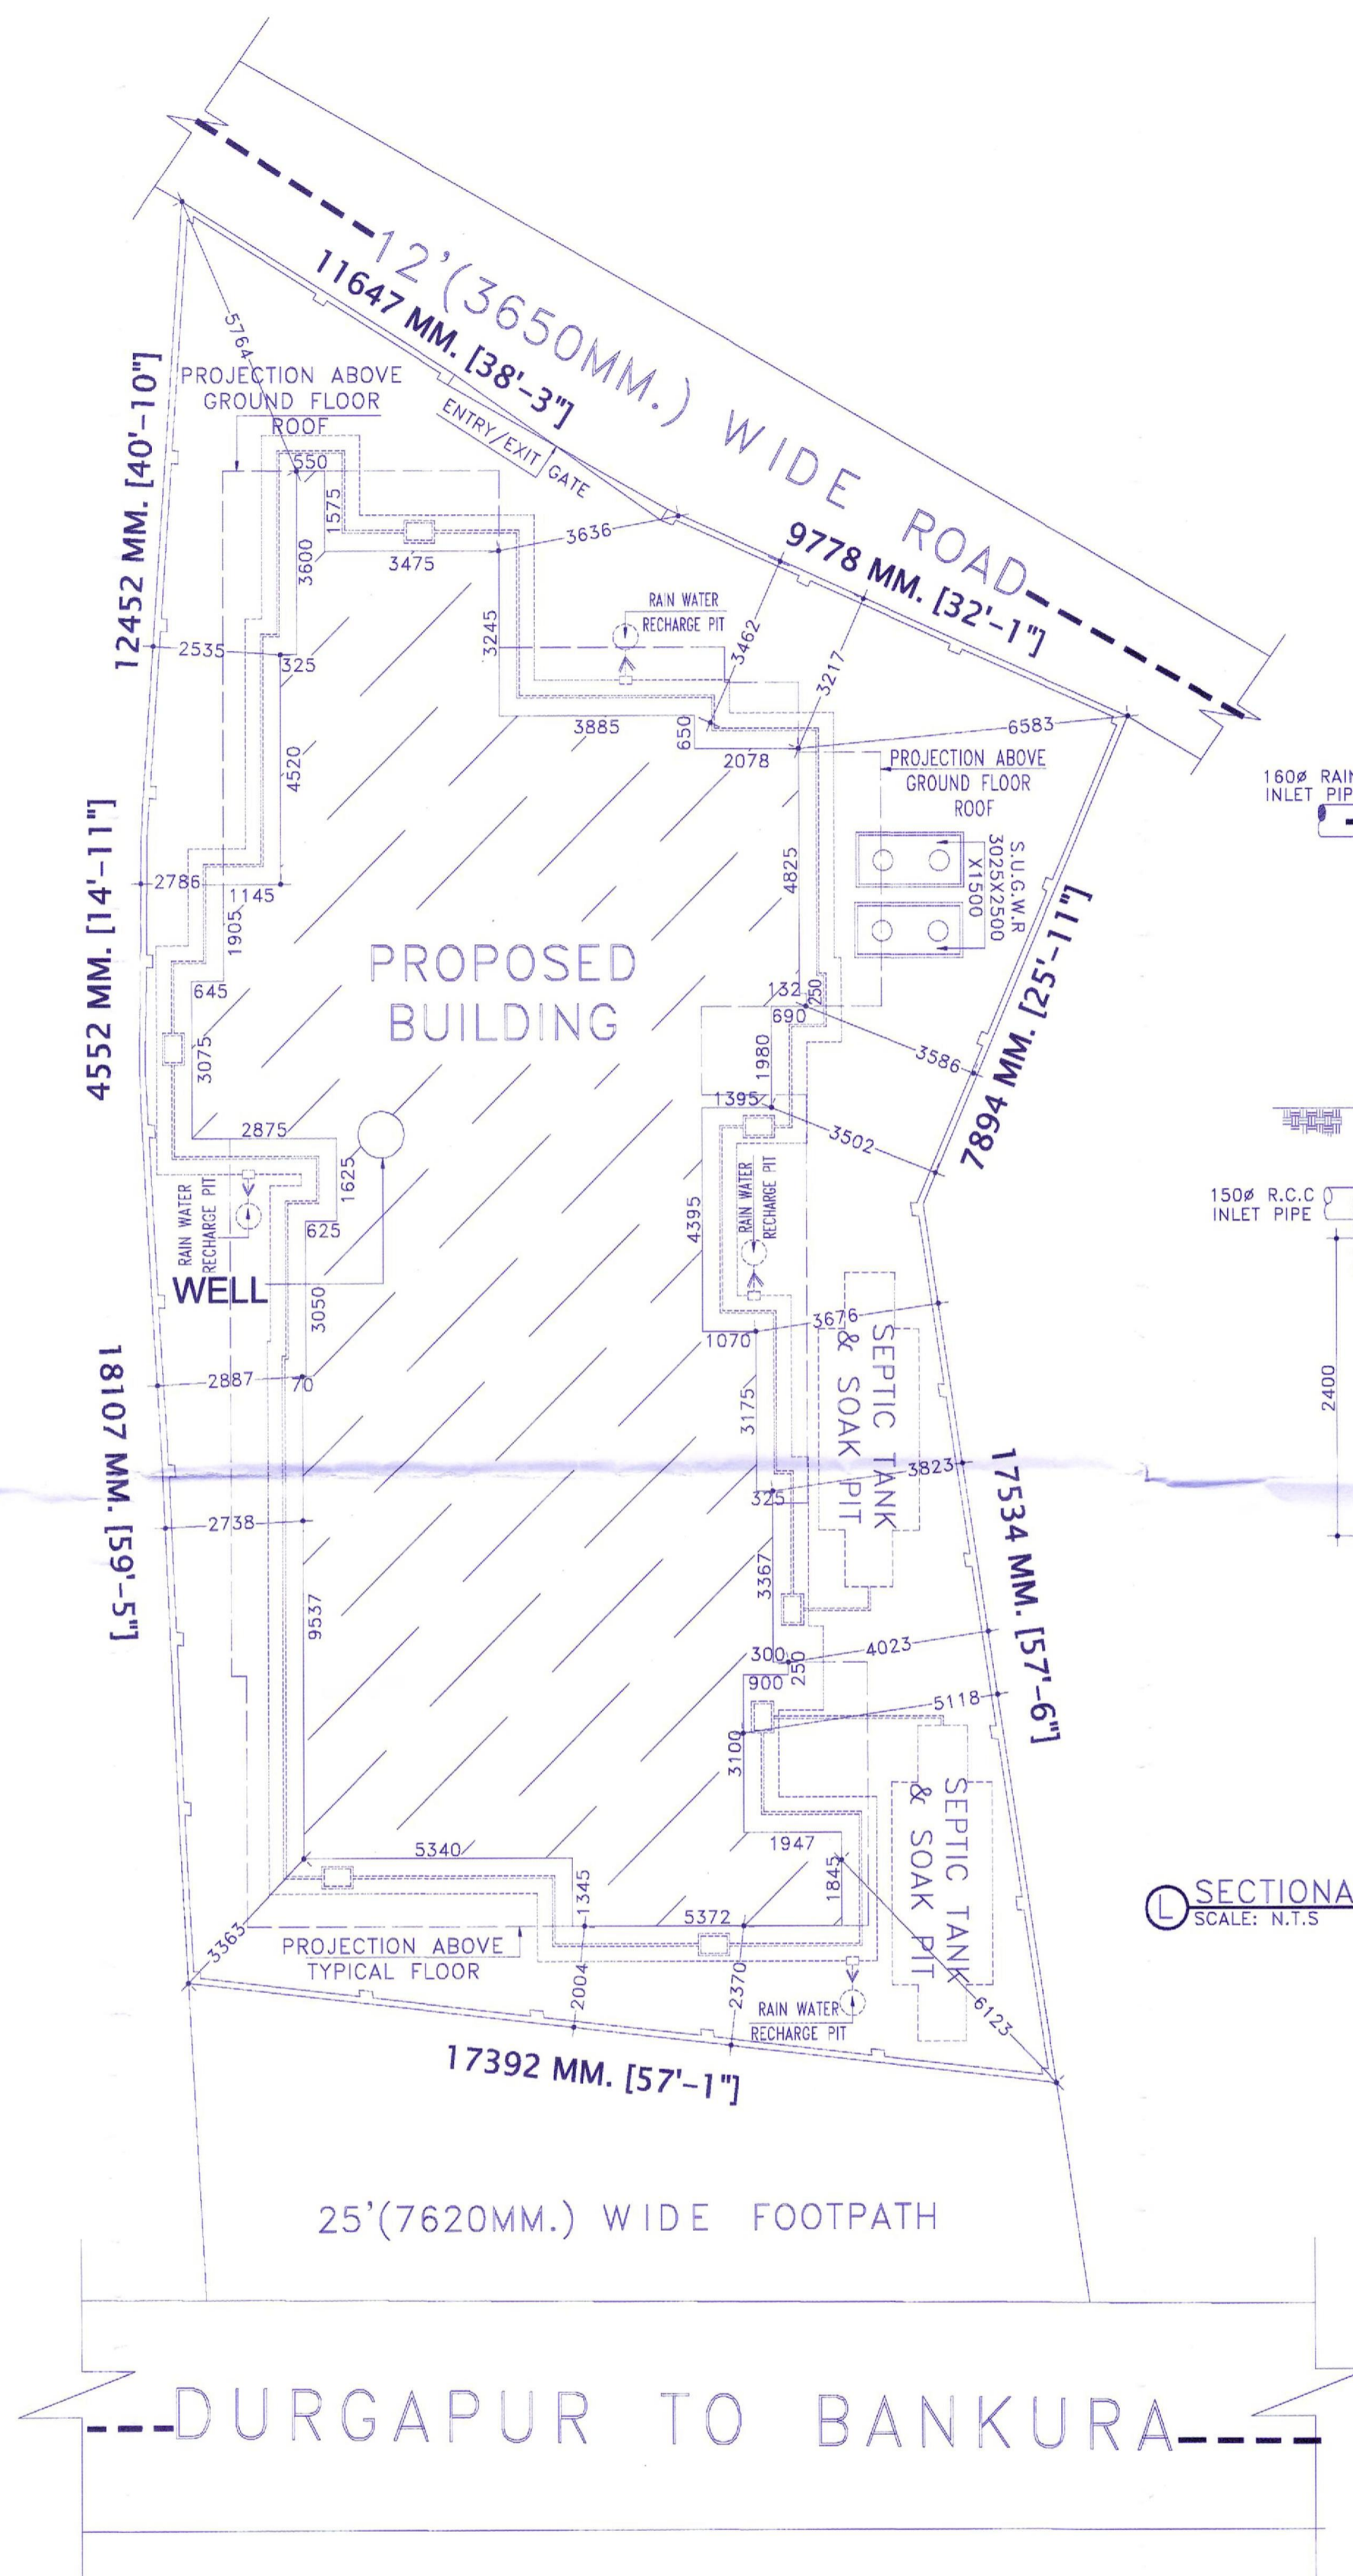 12'(3650MM.) WIDE ROAD
11647 MM. [38'-3"]
5764
12452 MM. [40'-10"]
PROJECTION ABOVE
GROUND FLOOR
ROOF
ENTRY/EXIT GATE
550
1575
3600
3475
3636
9778 MM. [32'-1"]
RAIN WATER
RECHARGE PIT
3245
3462
3217
2535
325
3885
650
2078
6583
PROJECTION ABOVE
GROUND FLOOR
ROOF
160ø RAIN
INLET PIP
4520
4825
S.U.G.W.R
3025X2500
X1500
4552 MM. [14'-11"]
2786
1145
1905
PROPOSED
BUILDING
645
132
250
690
3075
1980
3586
7894 MM. [25'-11"]
1395
3502
2875
1625
RAIN WATER
RECHARGE PIT
625
WELL
4395
RAIN WATER
RECHARGE PIT
150ø R.C.C
INLET PIPE
3050
3676
1070
SEPTIC TANK
& SOAK PIT
2400
18107 MM. [59'-5"]
2887
70
3175
3823
325
17534 MM. [57'-6"]
2738
3367
9537
300
250
4023
900
5118
3100
SEPTIC TANK
& SOAK PIT
5340
1947
1845
1345
5372
L
SECTIONA
SCALE: N.T.S
3363
PROJECTION ABOVE
TYPICAL FLOOR
2004
2370
RAIN WATER
RECHARGE PIT
6123
17392 MM. [57'-1"]
25'(7620MM.) WIDE FOOTPATH
DURGAPUR TO BANKURA